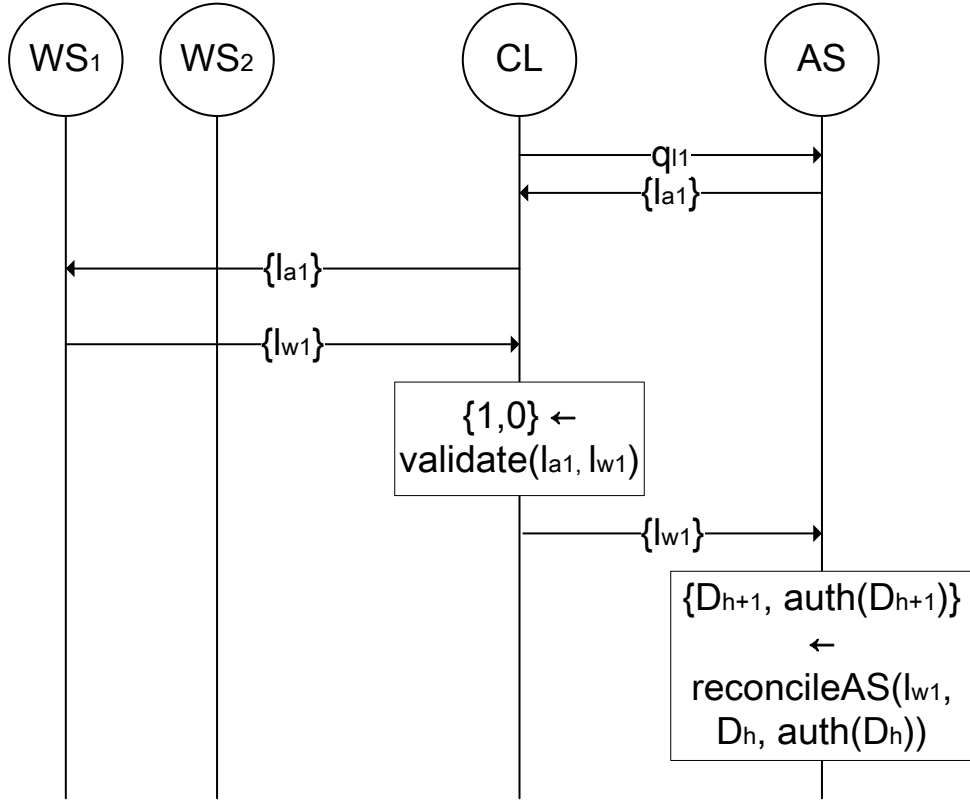 WS1 WS2 CL AS
ql1
{la1}
{la1}
{lw1}
{1,0} ←
validate(la1, lw1)
{lw1}
{Dh+1, auth(Dh+1)}
←
reconcileAS(lw1,
Dh, auth(Dh))